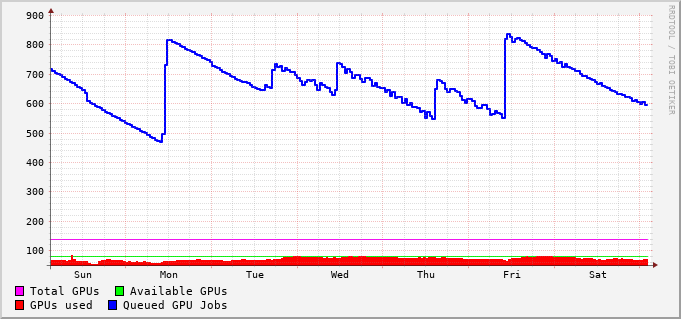 900
800
700
600
500
400
300
200
100
Sun Mon Tue Wed Thu Fri Sat
Total GPUs Available GPUs
GPUs used Queued GPU Jobs
RRDTOOL / TOBI OETIKER